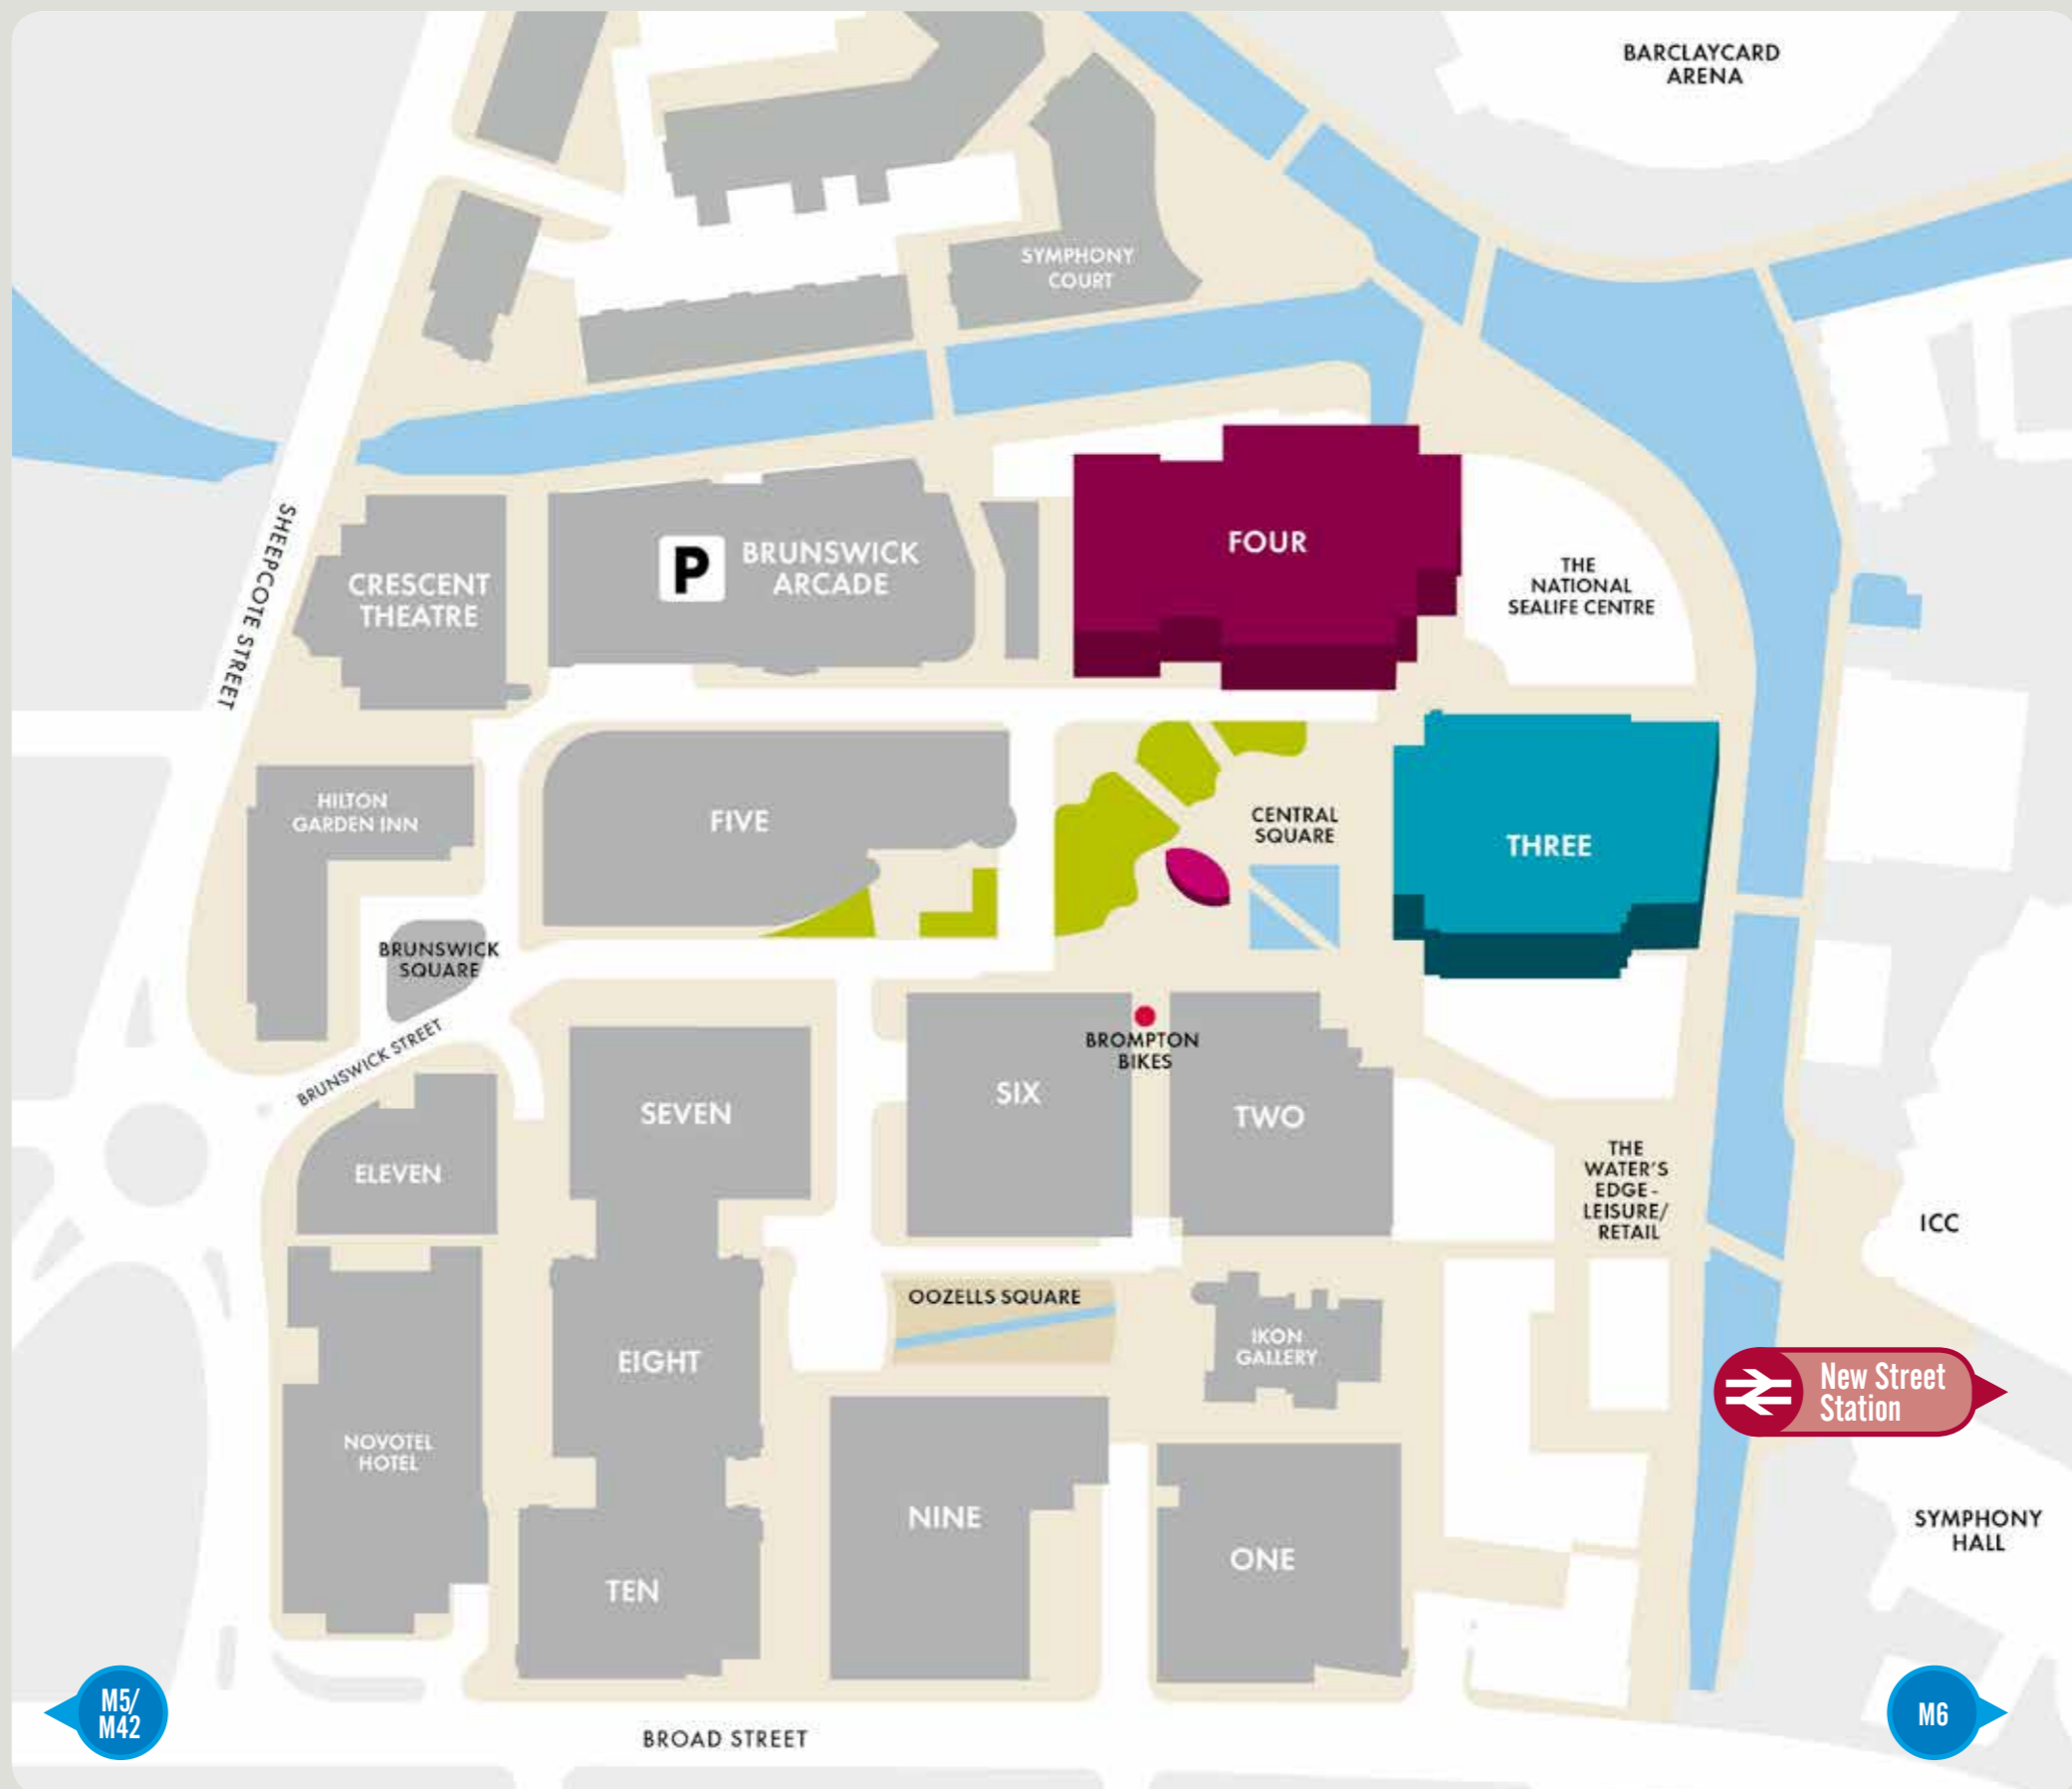 BARCLAYCARD
ARENA
SYMPHONY
COURT
SHEEPCOTE STREET
CRESCENT
THEATRE
P
BRUNSWICK
ARCADE
FOUR
THE
NATIONAL
SEALIFE CENTRE
HILTON
GARDEN INN
FIVE
CENTRAL
SQUARE
THREE
BRUNSWICK
SQUARE
BRUNSWICK STREET
BROMPTON
BIKES
SEVEN
SIX
TWO
ELEVEN
THE
WATER'S
EDGE-
LEISURE/
RETAIL
ICC
OOZELLS SQUARE
IKON
GALLERY
EIGHT
New Street
Station
NOVOTEL
HOTEL
NINE
ONE
SYMPHONY
HALL
TEN
M5/
M42
M6
BROAD STREET